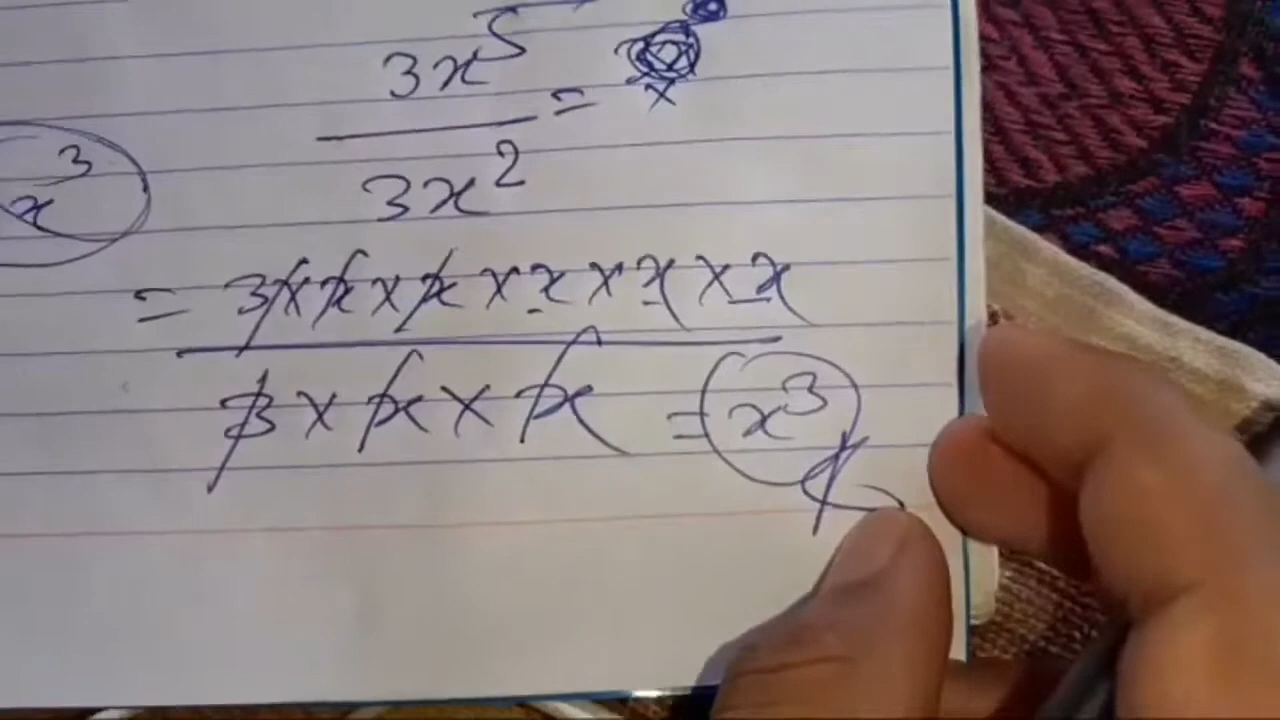 3x⁵
/
3x² =
x³
= 3 × x × x × x × x × x
/
3 × x × x = x³